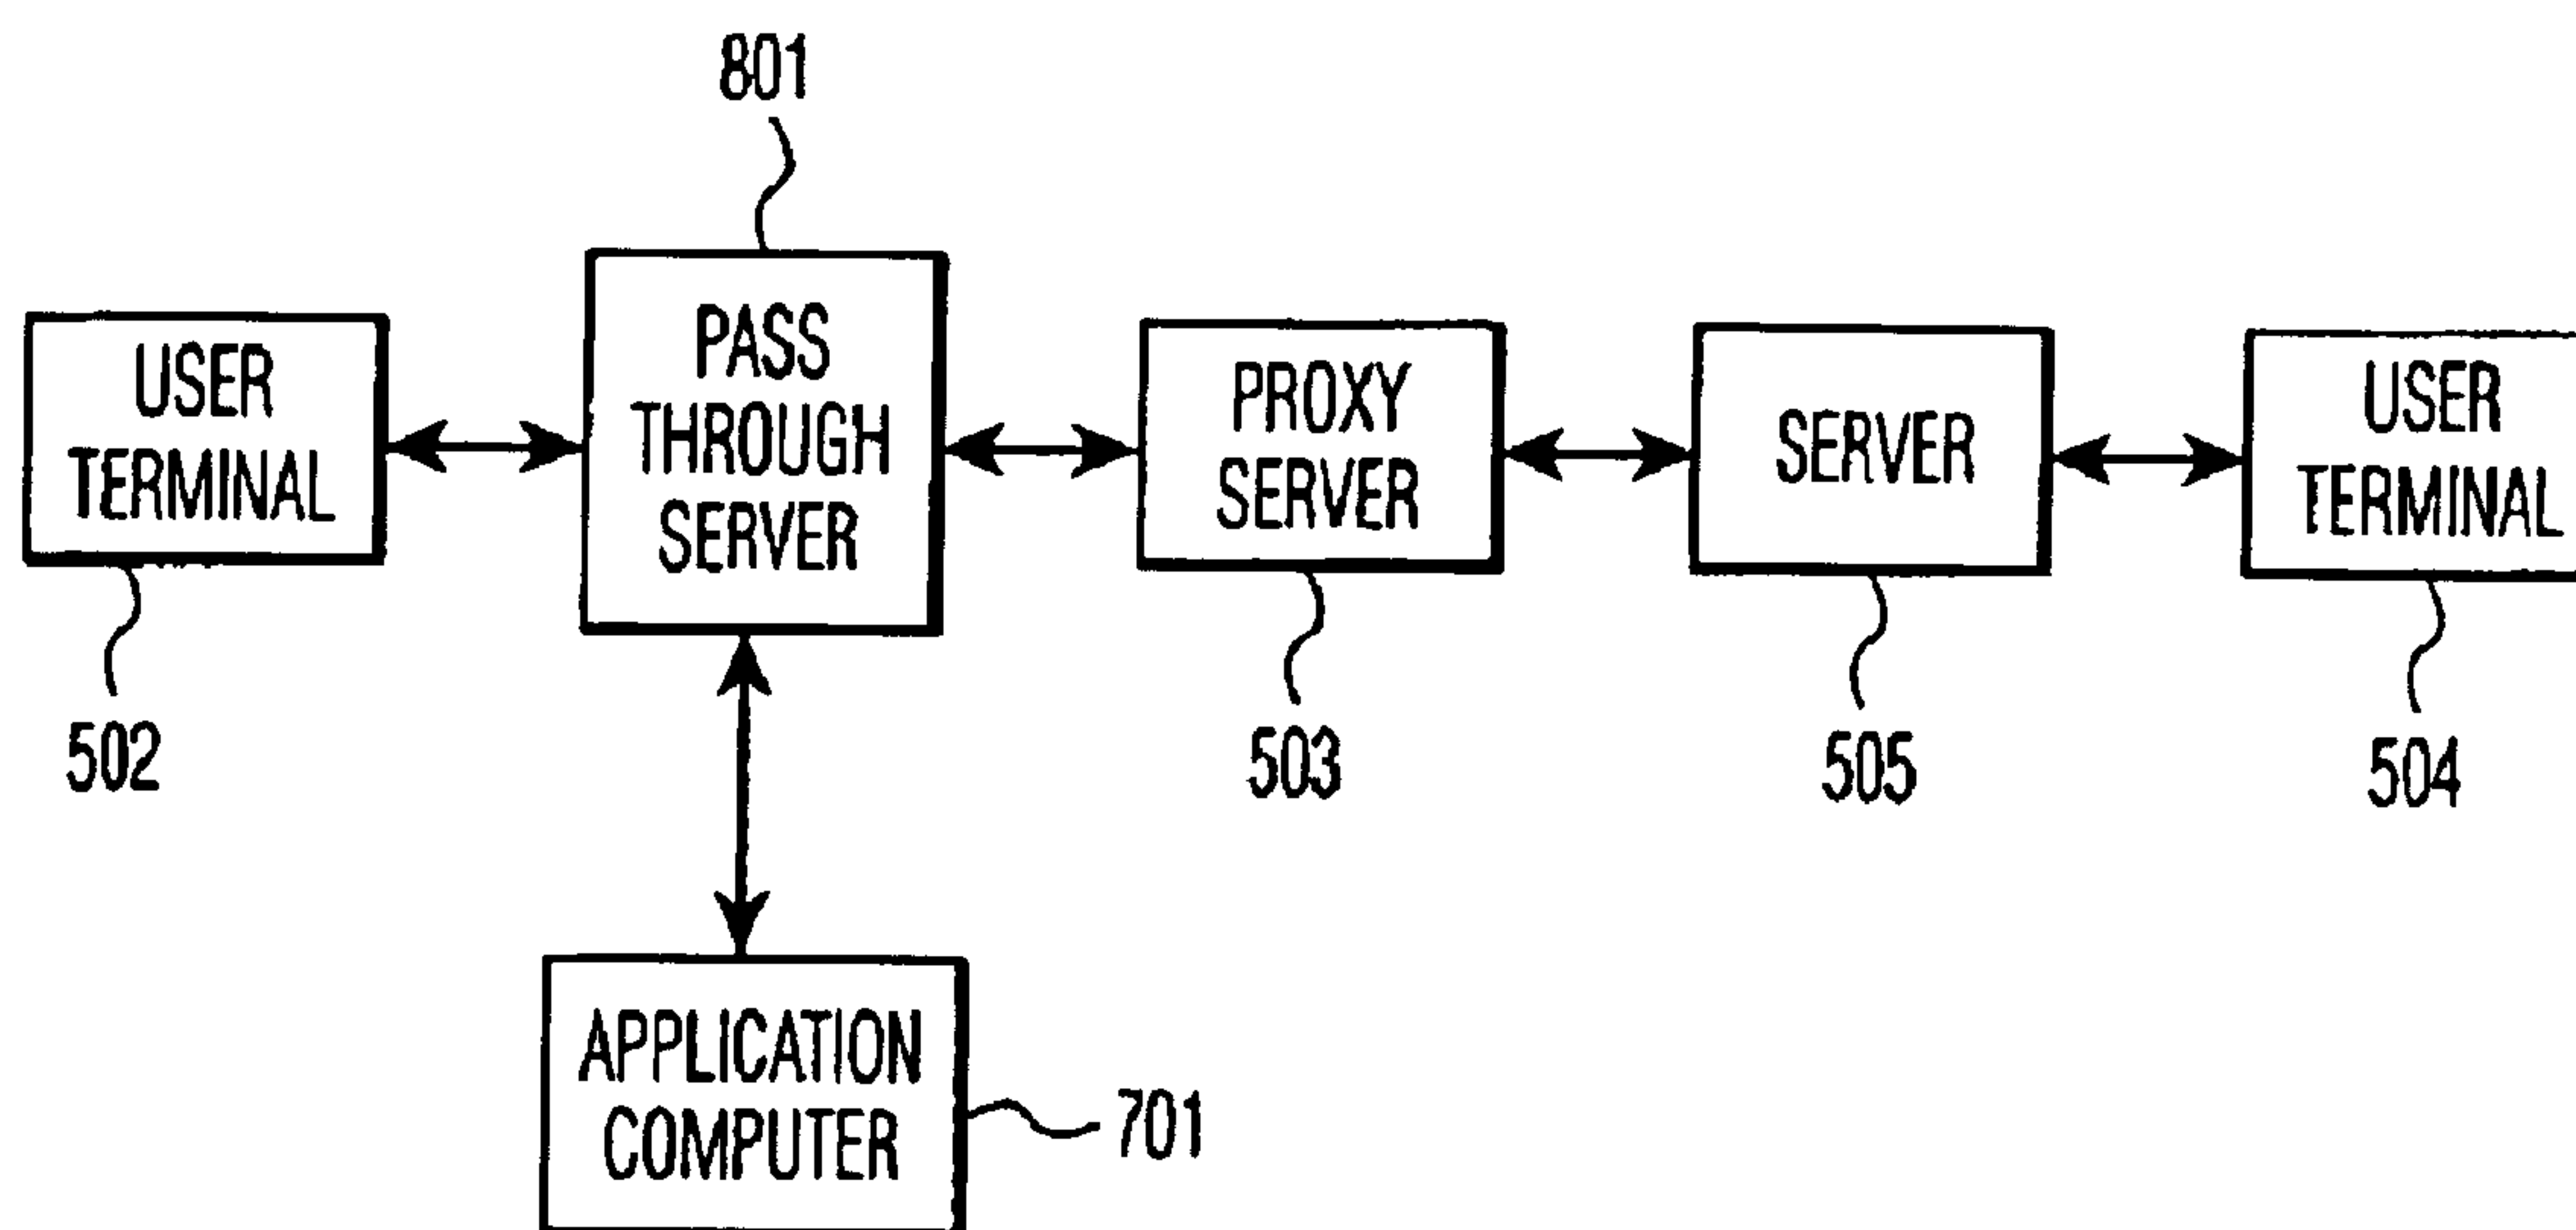 801
USER
TERMINAL
PASS
THROUGH
SERVER
PROXY
SERVER
SERVER
USER
TERMINAL
502
503
505
504
APPLICATION
COMPUTER
701